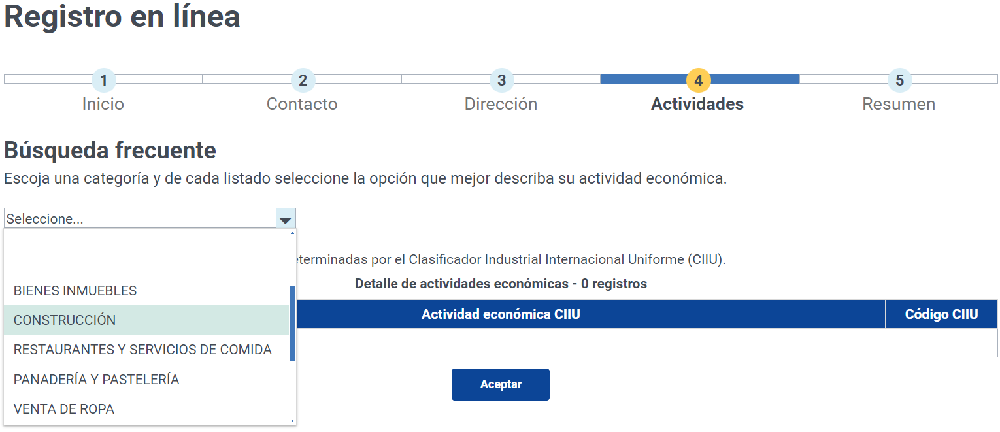 Registro en línea
1
2
3
4
5
Inicio
Contacto
Dirección
Actividades
Resumen
Búsqueda frecuente
Escoja una categoría y de cada listado seleccione la opción que mejor describa su actividad económica.
Seleccione...
por el Clasificador Industrial Internacional Uniforme (CIIU).
Detalle de actividades económicas - 0 registros
BIENES INMUEBLES
Actividad económica CIIU
Código CIIU
CONSTRUCCIÓN
RESTAURANTES Y SERVICIOS DE COMIDA
PANADERÍA Y PASTELERÍA
Aceptar
VENTA DE ROPA